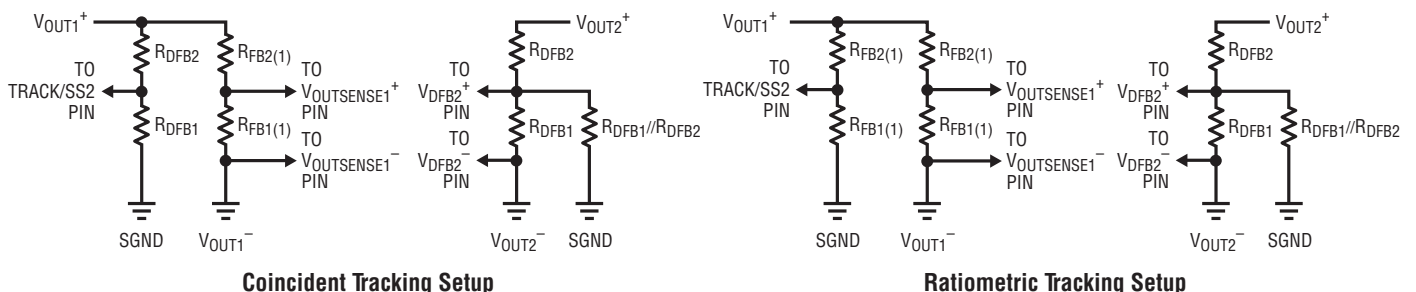 VOUT1+
RDFB2
RFB2(1)
TO
TRACK/SS2
PIN
TO
VOUTSENSE1+
PIN
RDFB1
RFB1(1)
TO
VOUTSENSE1–
PIN
SGND
VOUT1–
VOUT2+
RDFB2
TO
VDFB2+
PIN
RDFB1
RDFB1//RDFB2
TO
VDFB2–
PIN
VOUT2–
SGND
Coincident Tracking Setup
VOUT1+
RFB2(1)
RFB2(1)
TO
TRACK/SS2
PIN
TO
VOUTSENSE1+
PIN
RFB1(1)
RFB1(1)
TO
VOUTSENSE1–
PIN
SGND
VOUT1–
VOUT2+
RDFB2
TO
VDFB2+
PIN
RDFB1
RDFB1//RDFB2
TO
VDFB2–
PIN
VOUT2–
SGND
Ratiometric Tracking Setup